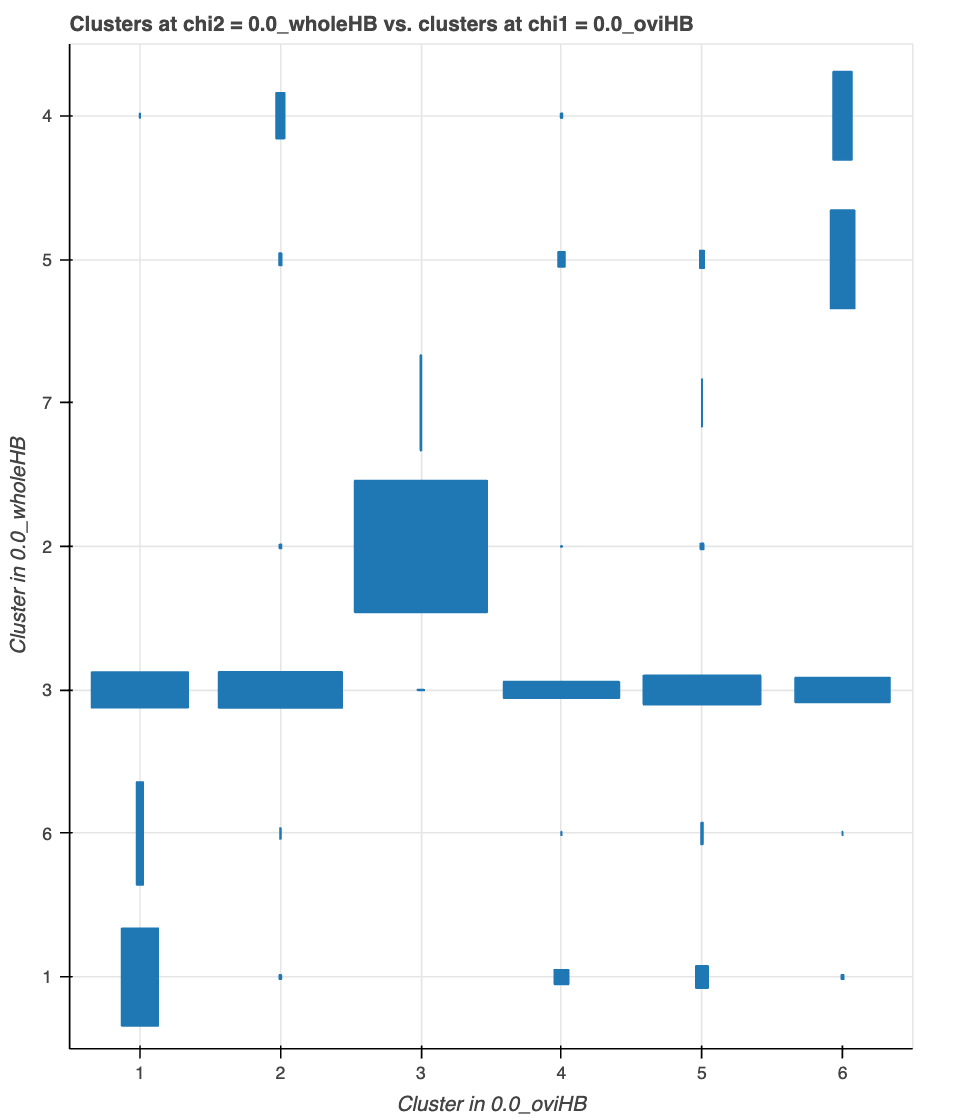 Clusters at chi2 = 0.0_wholeHB vs. clusters at chi1 = 0.0_oviHB
Cluster in 0.0_wholeHB
4
5
7
2
3
6
1
1 2 3 4 5 6
Cluster in 0.0_oviHB